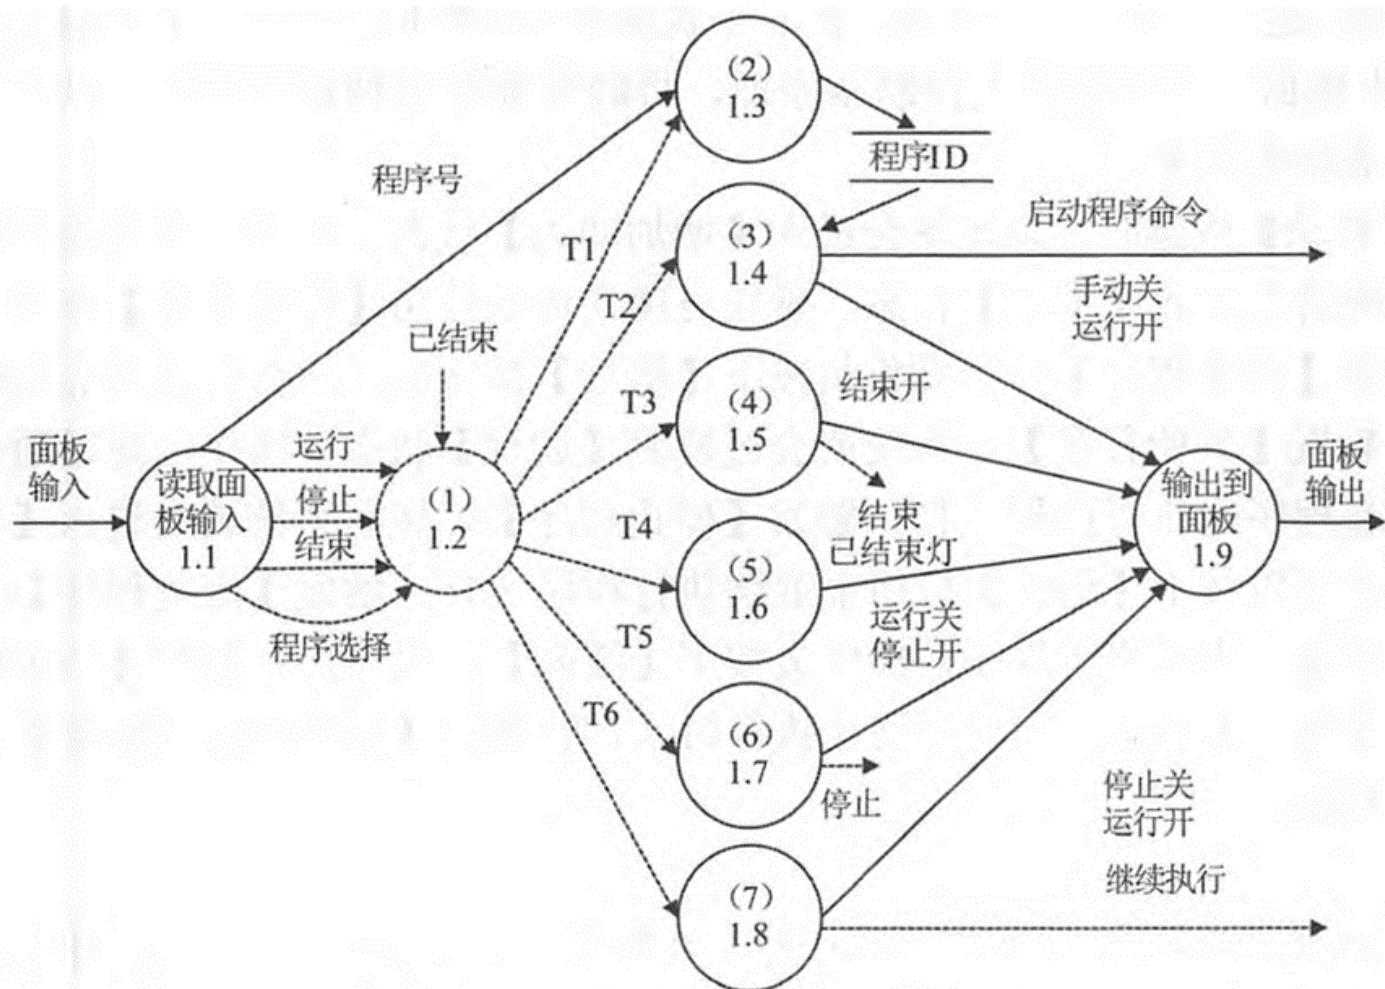 (2)
1.3
程序ID
程序号
启动程序命令
(3)
1.4
T1
手动关
运行开
T2
已结束
T3
(4)
1.5
结束开
面板
输入
运行
停止
结束
程序选择
读取面
板输入
1.1
(1)
1.2
输出到
面板
1.9
面板
输出
结束
已结束灯
T4
(5)
1.6
运行关
停止开
T5
T6
(6)
1.7
停止
停止关
运行开
继续执行
(7)
1.8